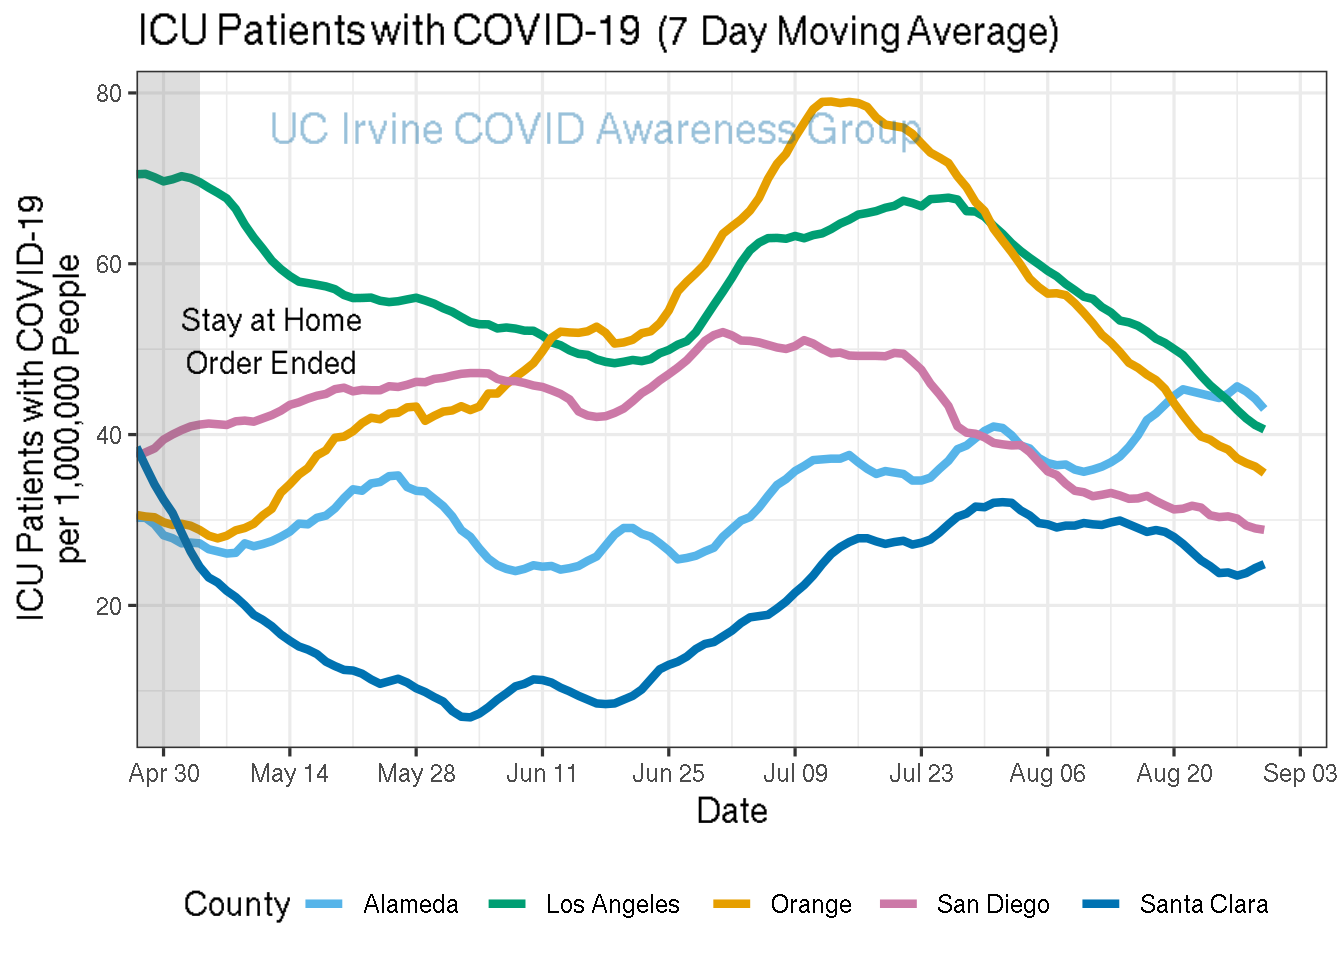 ICU Patients with COVID-19 (7 Day Moving Average)
UC Irvine COVID Awareness Group
80
60
40
20
ICU Patients with COVID-19
per 1,000,000 People
Stay at Home
Order Ended
Apr 30 May 14 May 28 Jun 11 Jun 25 Jul 09 Jul 23 Aug 06 Aug 20 Sep 03
Date
County Alameda Los Angeles Orange San Diego Santa Clara